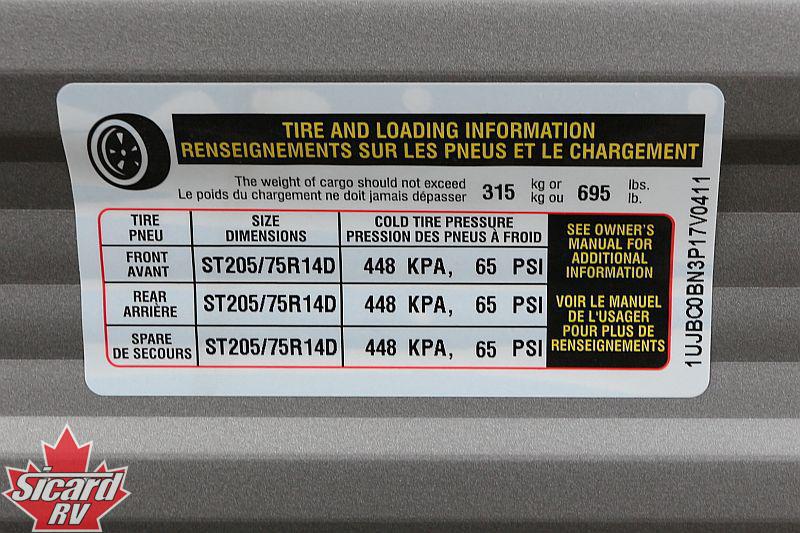 TIRE AND LOADING INFORMATION
RENSEIGNEMENTS SUR LES PNEUS ET LE CHARGEMENT
The weight of cargo should not exceed 315 kg or 695 lbs.
Le poids du chargement ne doit jamais dépasser kg ou lb.
TIRE SIZE COLD TIRE PRESSURE
PNEU DIMENSIONS PRESSION DES PNEUS À FROID
FRONT
AVANT ST205/75R14D 448 KPA, 65 PSI
REAR
ARRIÈRE ST205/75R14D 448 KPA, 65 PSI
SPARE
DE SECOURS ST205/75R14D 448 KPA, 65 PSI
SEE OWNER'S
MANUAL FOR
ADDITIONAL
INFORMATION
VOIR LE MANUEL
DE L'USAGER
POUR PLUS DE
RENSEIGNEMENTS
1UJBC0BN3P17V0411
Sicard
RV